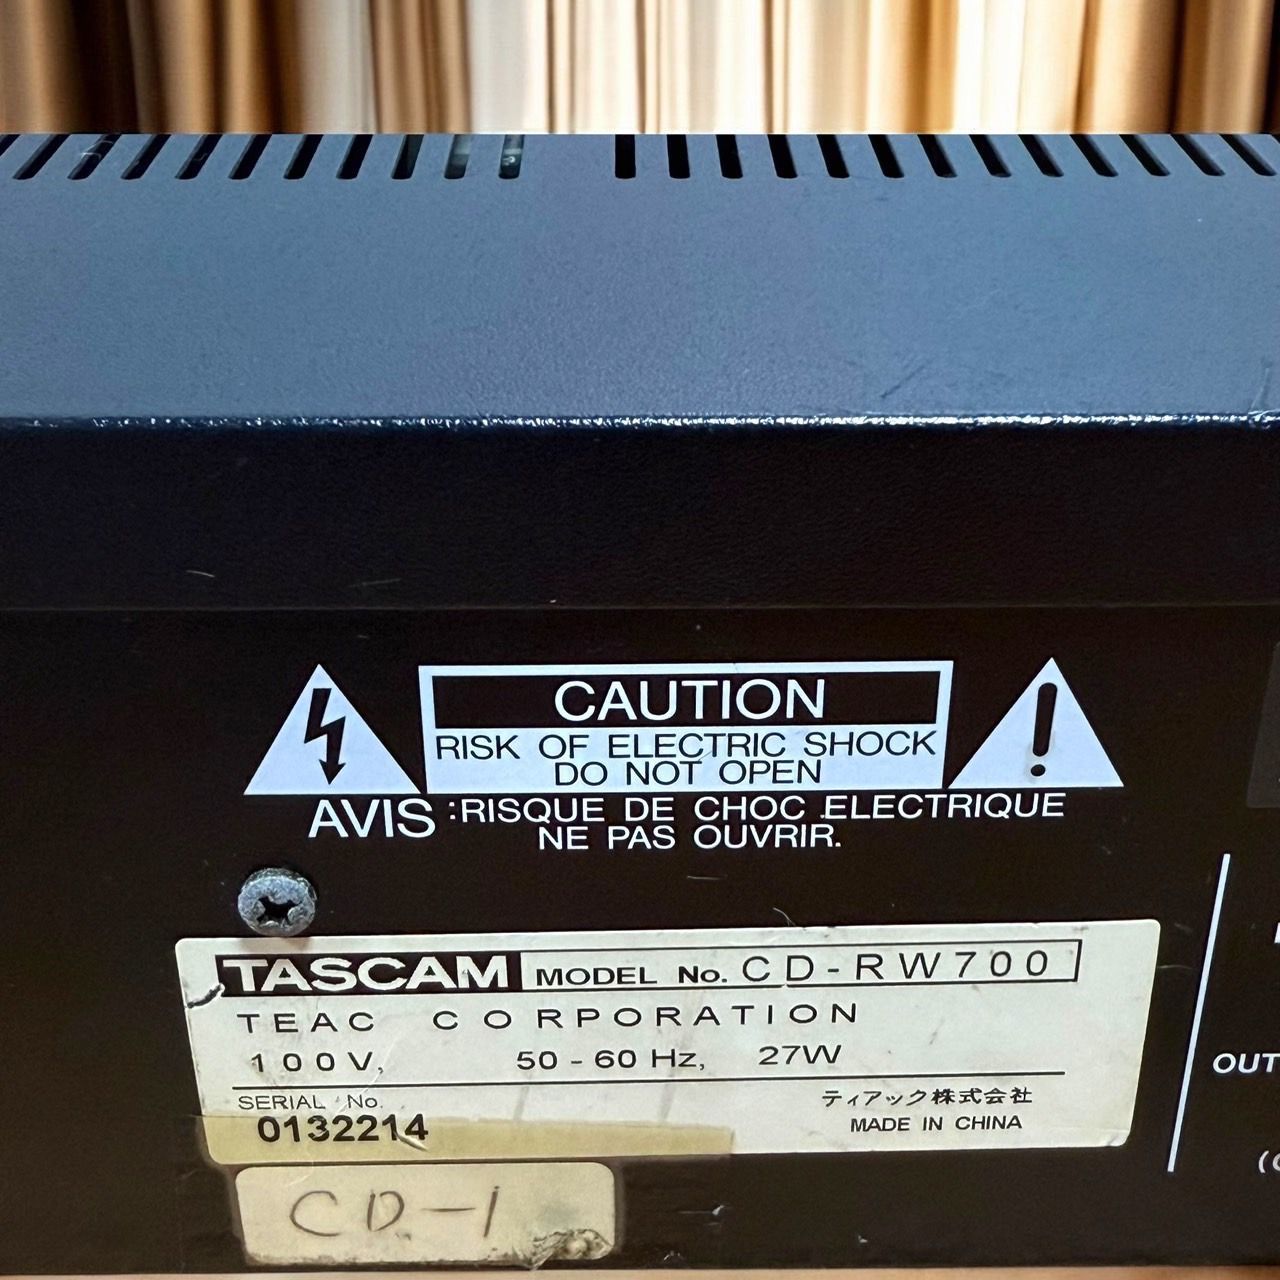 CAUTION
RISK OF ELECTRIC SHOCK
DO NOT OPEN
AVIS :RISQUE DE CHOC ELECTRIQUE
NE PAS OUVRIR.
TASCAM MODEL No. CD-RW700
TEAC CORPORATION
100V, 50-60 Hz, 27W
SERIAL No.
0132214
ティアック株式会社
MADE IN CHINA
CD-1